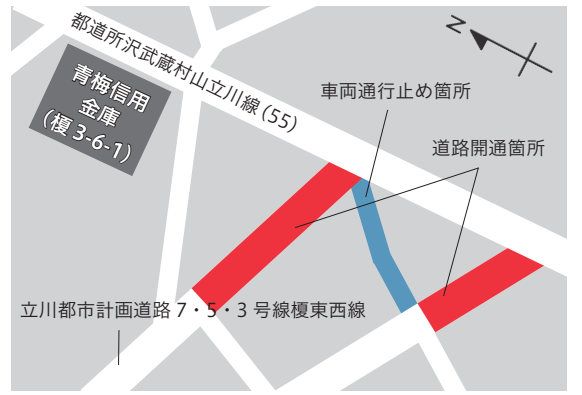 都道所沢武蔵村山立川線(55)
N
青梅信用
金庫
(榎 3-6-1)
車両通行止め箇所
道路開通箇所
立川都市計画道路 7・5・3 号線榎東西線